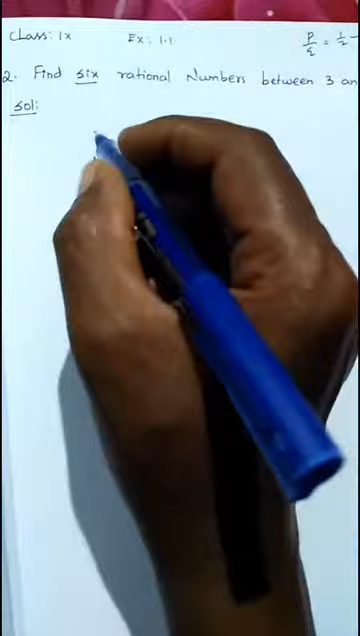 Class: IX Ex: 1.1 p/q = 1/2
2. Find six rational Numbers between 3 an
Sol: